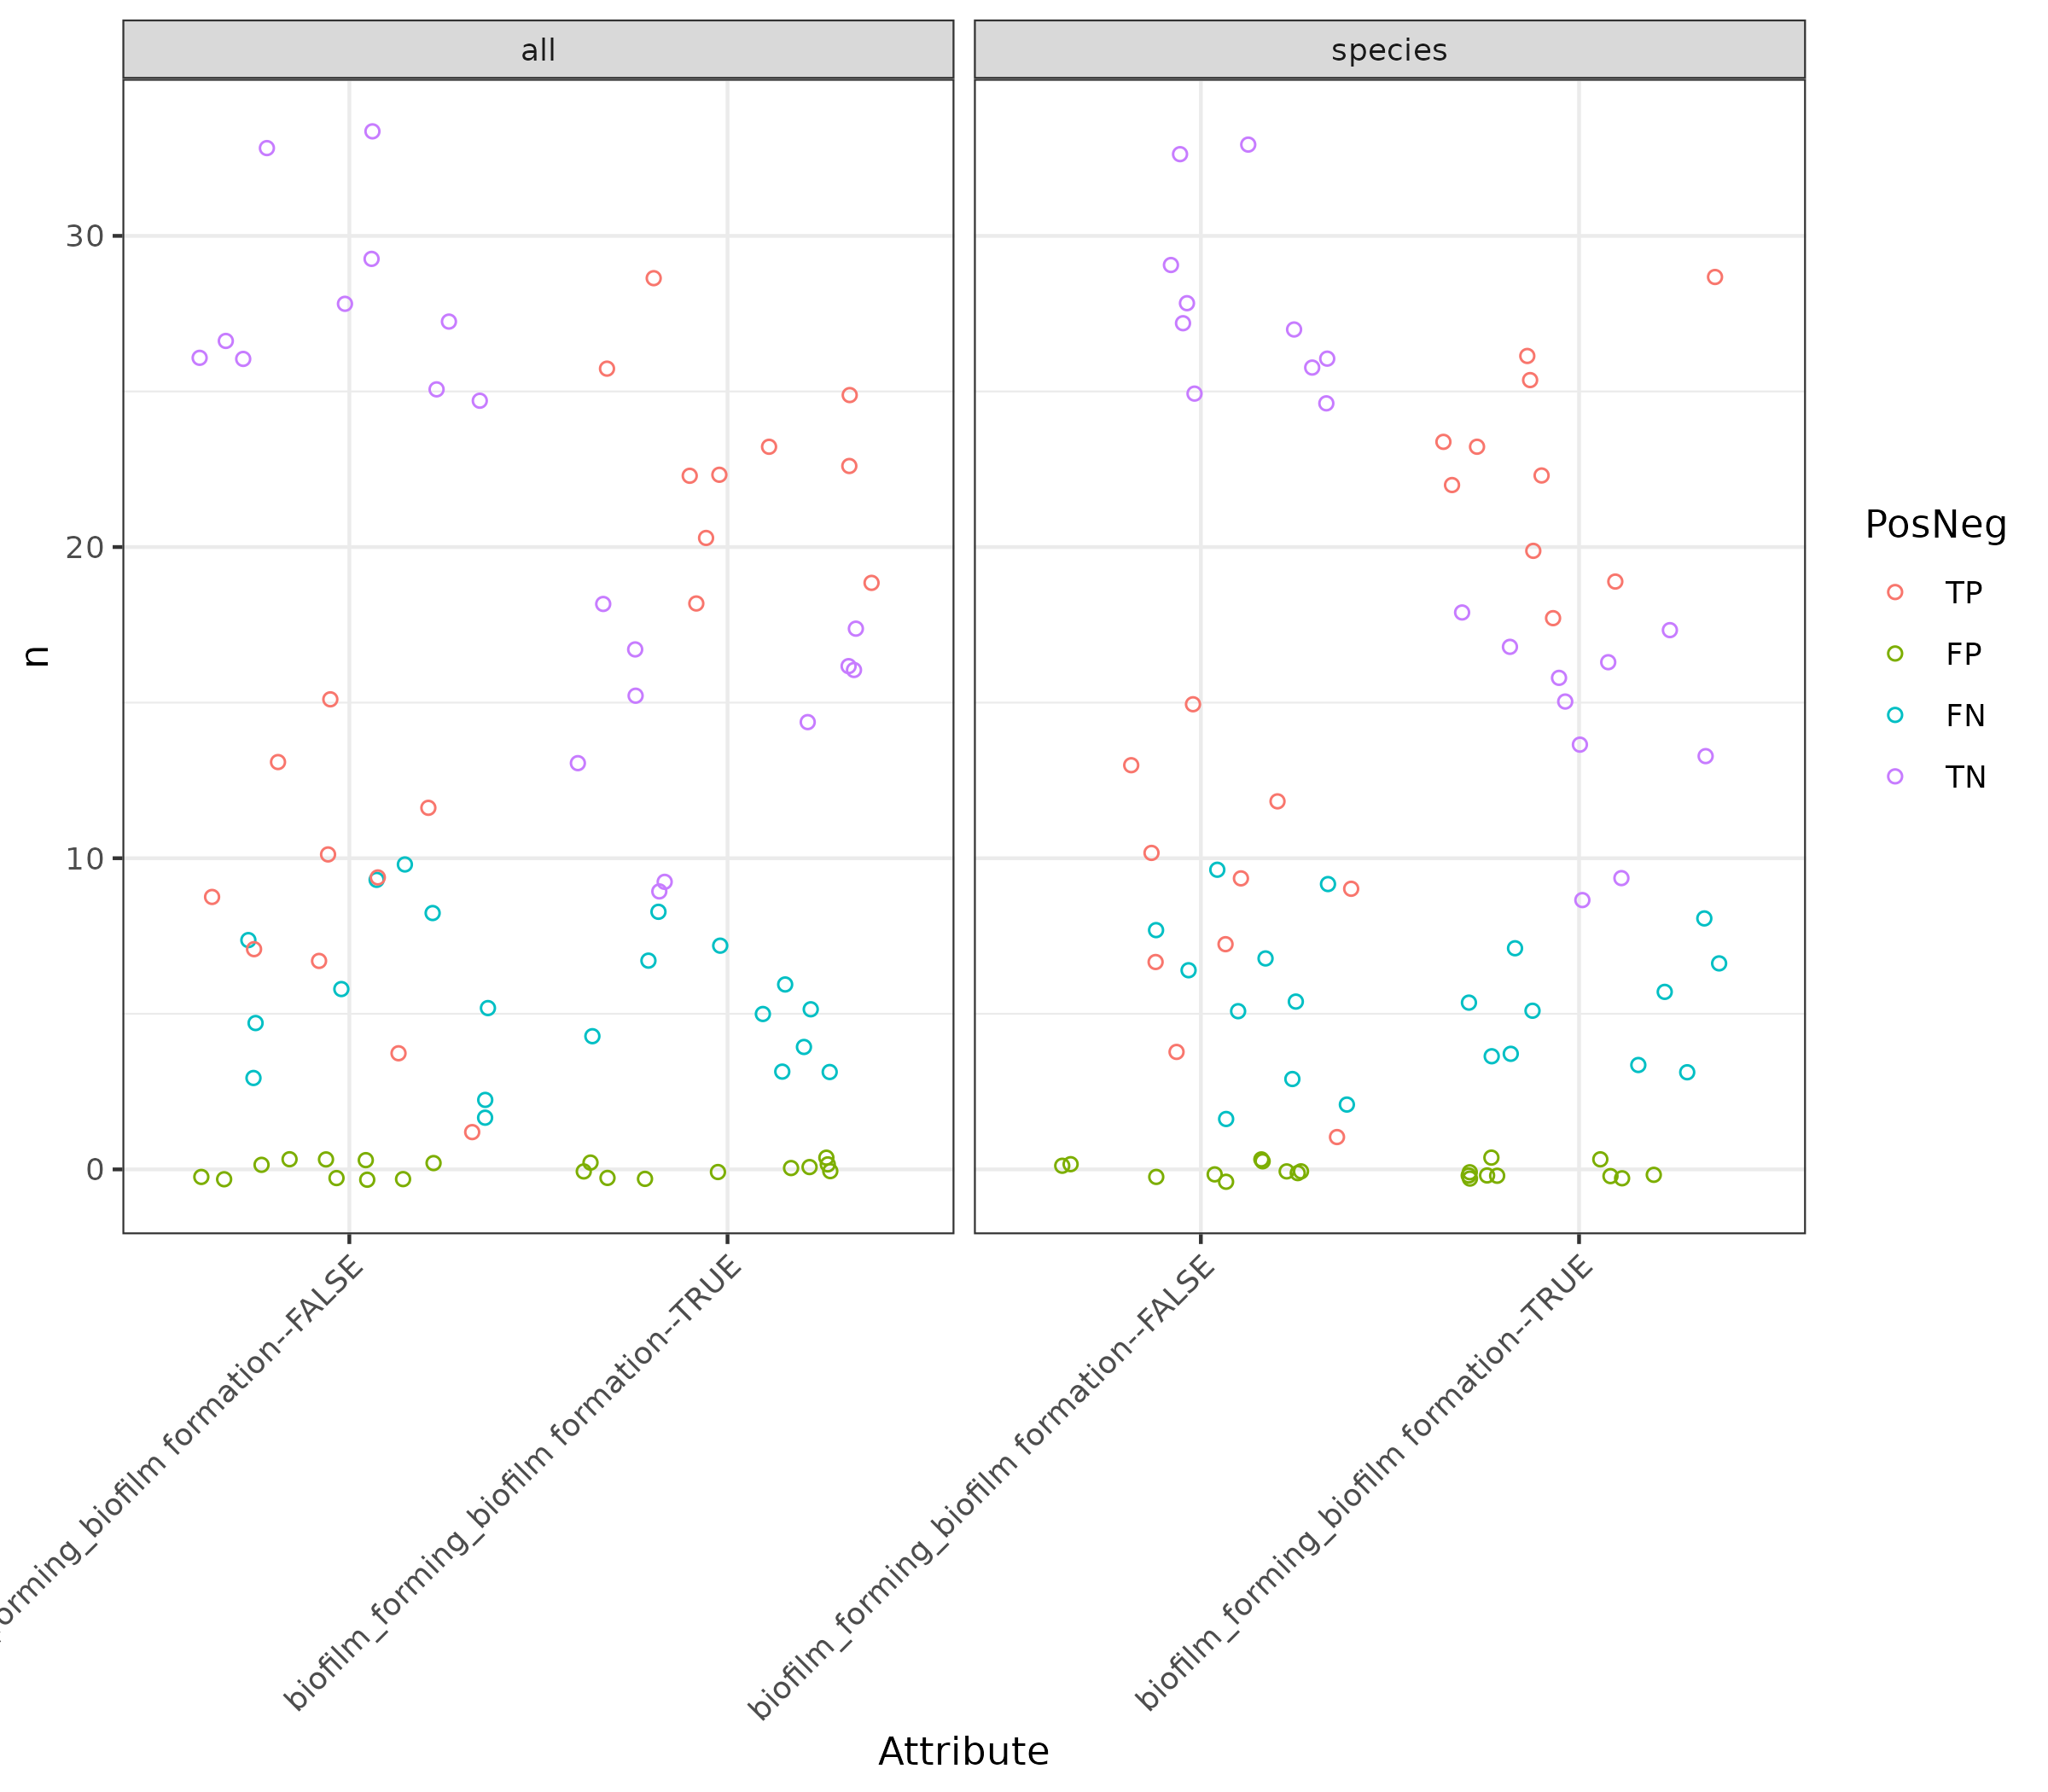 all
species
30
20
10
0
n
orming_biofilm formation--FALSE
biofilm_forming_biofilm formation--TRUE
biofilm_forming_biofilm formation--FALSE
biofilm_forming_biofilm formation--TRUE
Attribute
PosNeg
TP
FP
FN
TN